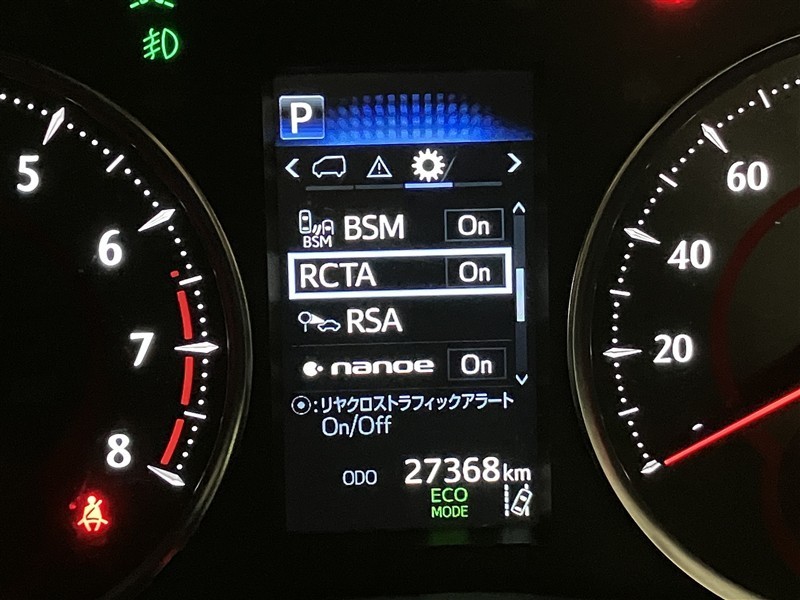 P
BSM BSM On
RCTA On
RSA
nanoe On
:リヤクロストラフィックアラート
On/Off
ODO 27368km
ECO
MODE
5
6
7
8
60
40
20